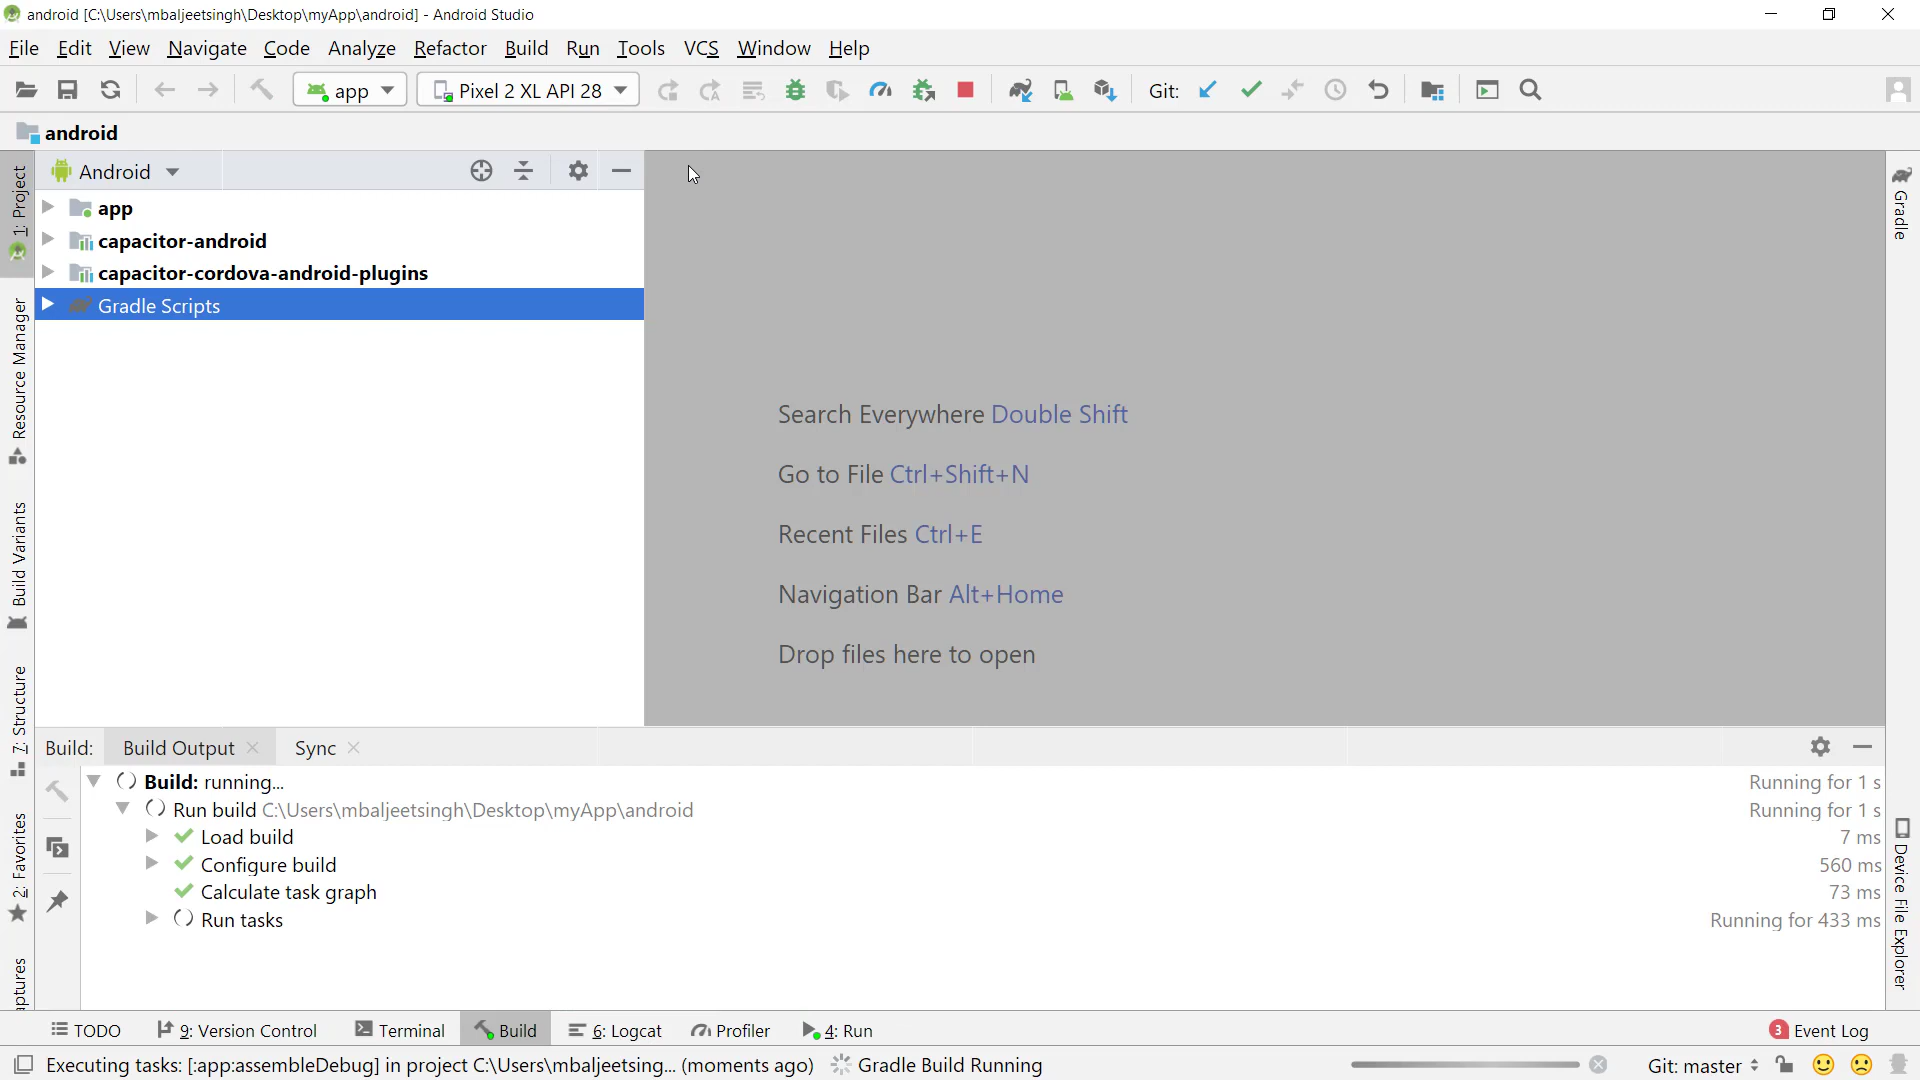 android [C:\Users\mbaljeetsingh\Desktop\myApp\android] - Android Studio
File Edit View Navigate Code Analyze Refactor Build Run Tools VCS Window Help
app Pixel 2 XL API 28 Git:
android
Android
app
capacitor-android
capacitor-cordova-android-plugins
Gradle Scripts
1: Project
Resource Manager
Build Variants
7: Structure
2: Favorites
aptures
Gradle
Device File Explorer
Search Everywhere Double Shift
Go to File Ctrl+Shift+N
Recent Files Ctrl+E
Navigation Bar Alt+Home
Drop files here to open
Build: Build Output Sync
Build: running... Running for 1 s
Run build C:\Users\mbaljeetsingh\Desktop\myApp\android Running for 1 s
Load build 7 ms
Configure build 560 ms
Calculate task graph 73 ms
Run tasks Running for 433 ms
TODO 9: Version Control Terminal Build 6: Logcat Profiler 4: Run 3 Event Log
Executing tasks: [:app:assembleDebug] in project C:\Users\mbaljeetsing... (moments ago) Gradle Build Running Git: master